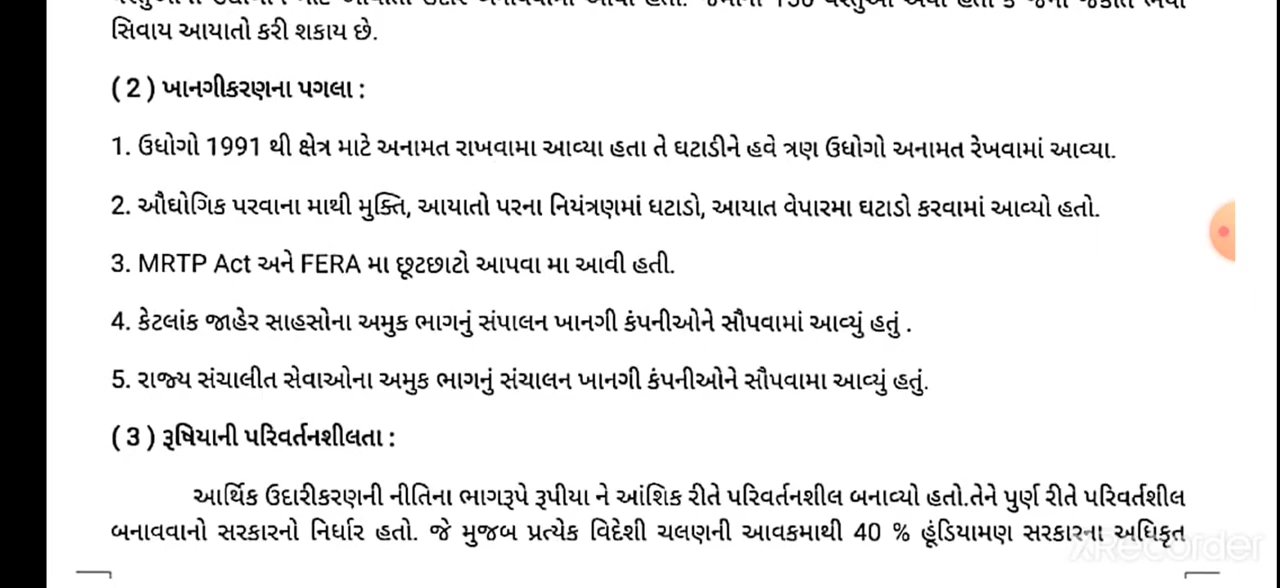 સિવાય આયાતો કરી શકાય છે.
( 2 ) ખાનગીકરણના પગલા :
1. ઉધોગો 1991 થી ક્ષેત્ર માટે અનામત રાખવામા આવ્યા હતા તે ઘટાડીને હવે ત્રણ ઉધોગો અનામત રેખવામાં આવ્યા.
2. ઔઘોગિક પરવાના માથી મુક્તિ, આયાતો પરના નિયંત્રણમાં ધટાડો, આયાત વેપારમા ઘટાડો કરવામાં આવ્યો હતો.
3. MRTP Act અને FERA મા છૂટછાટો આપવા મા આવી હતી.
4. કેટલાંક જાહેર સાહસોના અમુક ભાગનું સંપાલન ખાનગી કંપનીઓને સૌપવામાં આવ્યું હતું .
5. રાજ્ય સંચાલીત સેવાઓના અમુક ભાગનું સંચાલન ખાનગી કંપનીઓને સૌપવામા આવ્યું હતું.
( 3 ) રૂષિયાની પરિવર્તનશીલતા :
આર્થિક ઉદારીકરણની નીતિના ભાગરૂપે રૂપીયા ને આંશિક રીતે પરિવર્તનશીલ બનાવ્યો હતો.તેને પુર્ણ રીતે પરિવર્તશીલ
બનાવવાનો સરકારનો નિર્ધાર હતો. જે મુજબ પ્રત્યેક વિદેશી ચલણની આવકમાથી 40 % હૂંડિયામણ સરકારના અધિકૃત
XRecorder